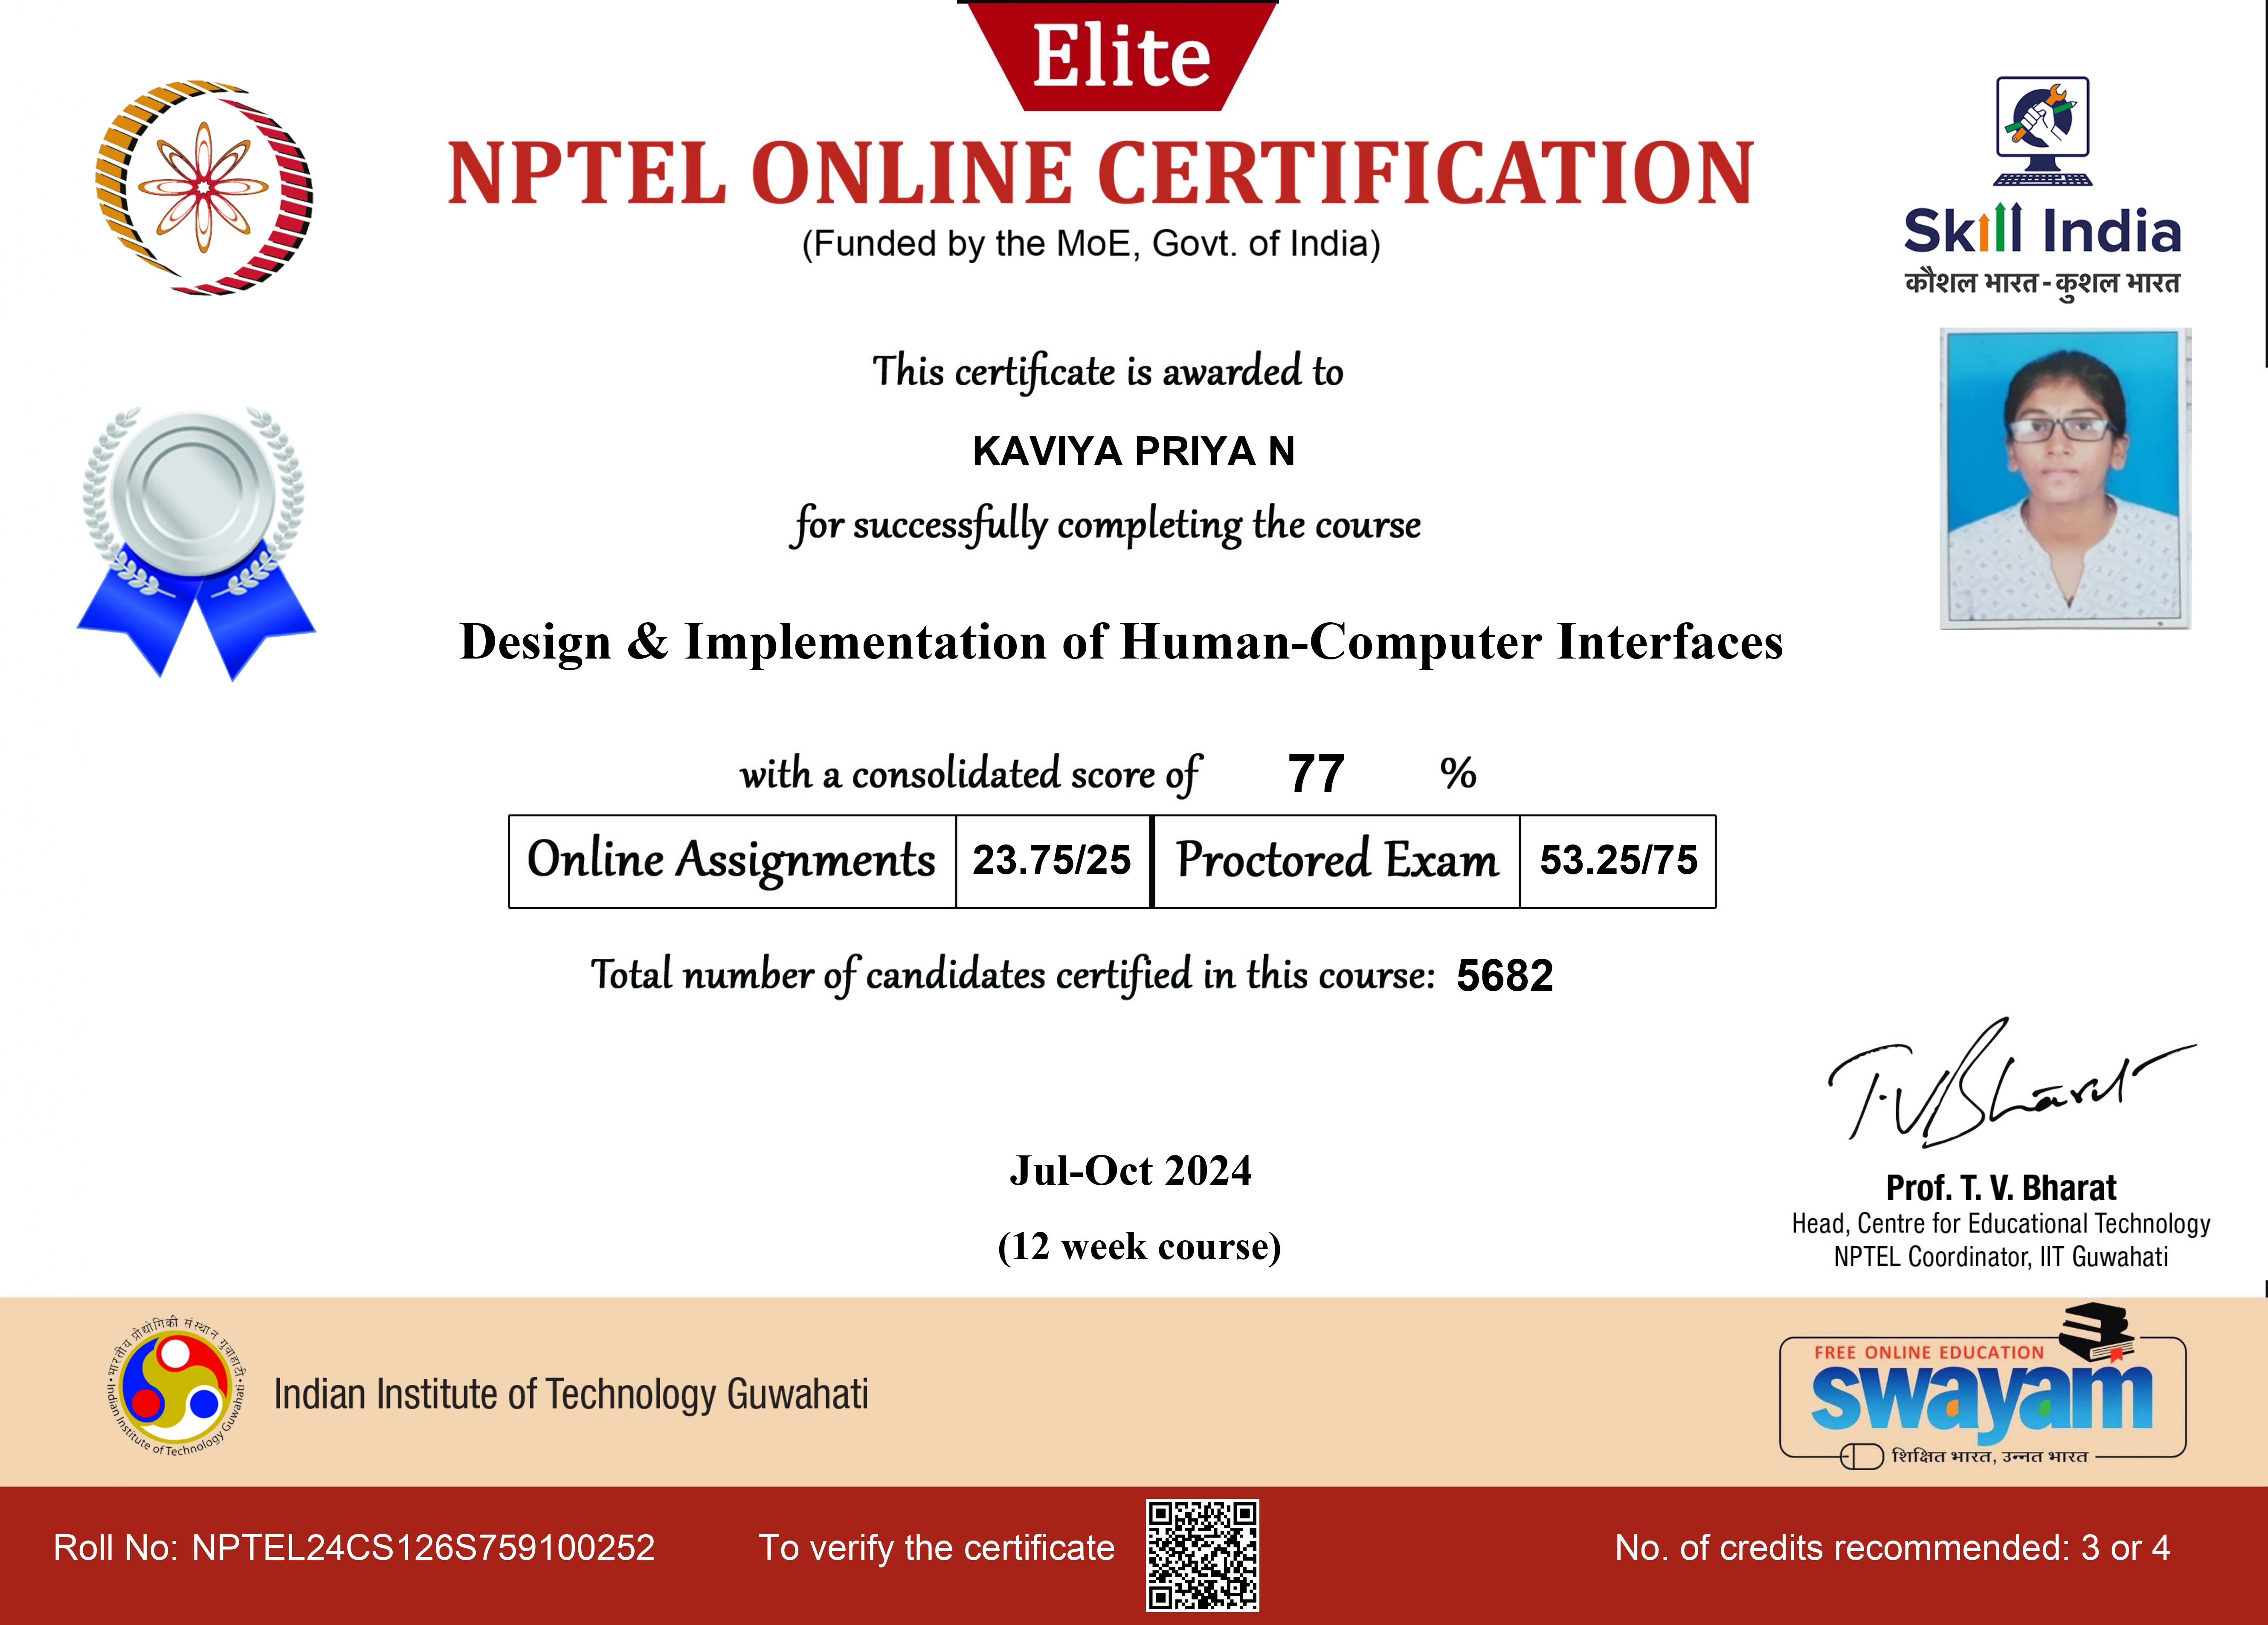 Elite
NPTEL ONLINE CERTIFICATION
(Funded by the MoE, Govt. of India)
Skill India
कौशल भारत - कुशल भारत
This certificate is awarded to
KAVIYA PRIYA N
for successfully completing the course
Design & Implementation of Human-Computer Interfaces
with a consolidated score of 77 %
Online Assignments 23.75/25 Proctored Exam 53.25/75
Total number of candidates certified in this course: 5682
T.V.Bharat
Jul-Oct 2024
(12 week course)
Prof. T. V. Bharat
Head, Centre for Educational Technology
NPTEL Coordinator, IIT Guwahati
भारतीय प्रौद्योगिकी संस्थान गुवाहाटी
Indian Institute of Technology Guwahati
Indian Institute of Technology Guwahati
FREE ONLINE EDUCATION
swayam
शिक्षित भारत, उन्नत भारत
Roll No: NPTEL24CS126S759100252 To verify the certificate No. of credits recommended: 3 or 4